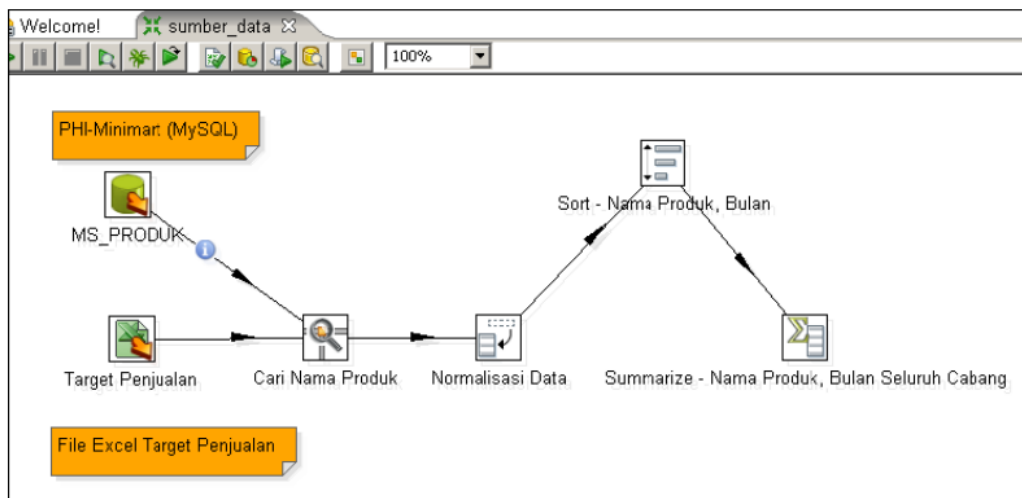 Welcome!
sumber_data
100%
PHI-Minimart (MySQL)
MS_PRODUK
Sort - Nama Produk, Bulan
Target Penjualan
Cari Nama Produk
Normalisasi Data
Summarize - Nama Produk, Bulan Seluruh Cabang
File Excel Target Penjualan